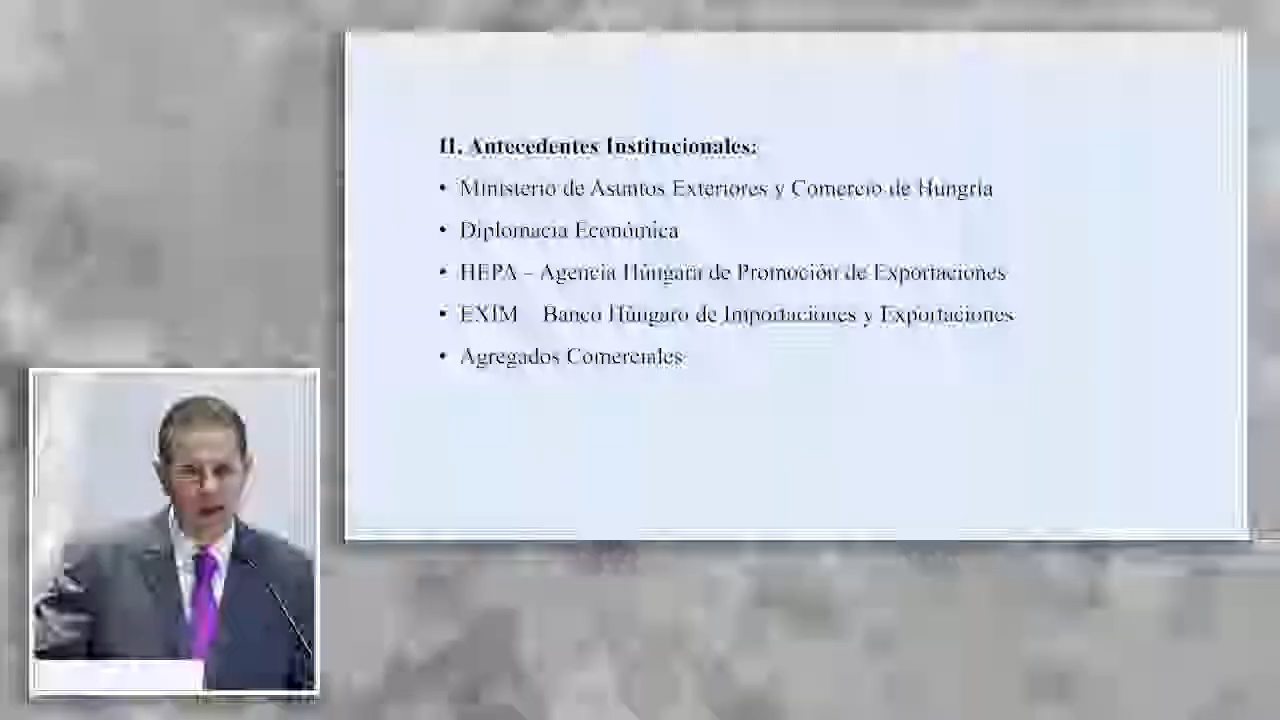 II. Antecedentes Institucionales:
• Ministerio de Asuntos Exteriores y Comercio de Hungría
• Diplomacia Económica
• HEPA – Agencia Húngara de Promoción de Exportaciones
• EXIM – Banco Húngaro de Importaciones y Exportaciones
• Agregados Comerciales